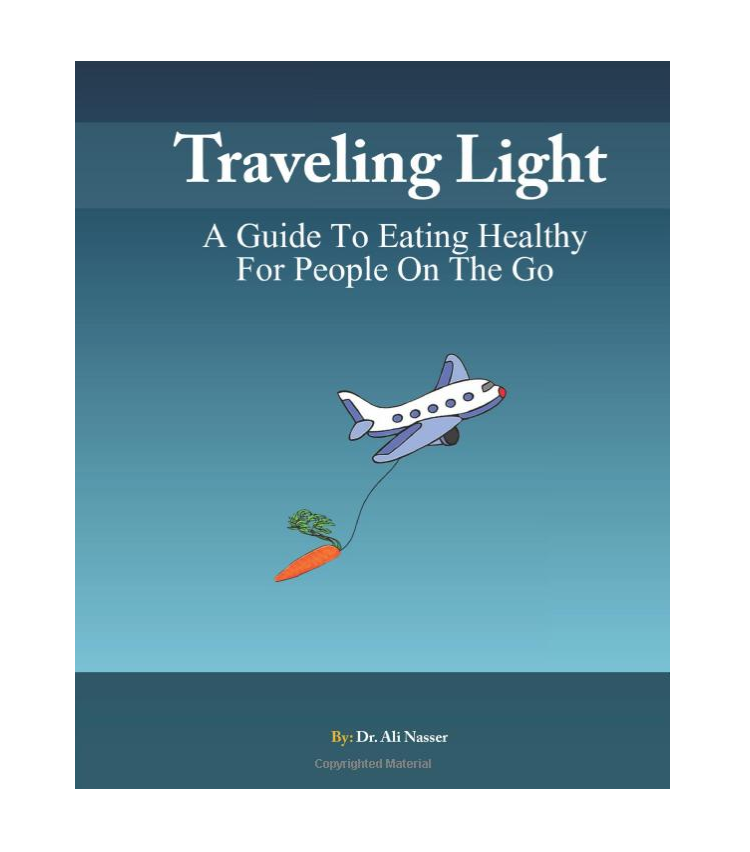 Traveling Light
A Guide To Eating Healthy
For People On The Go
By: Dr. Ali Nasser
Copyrighted Material